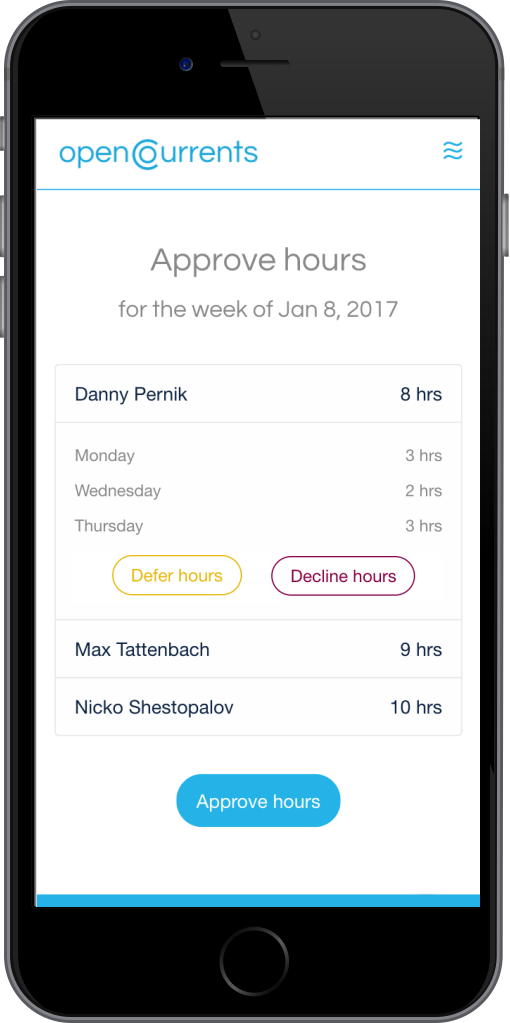 openCurrents
Approve hours
for the week of Jan 8, 2017
Danny Pernik 8 hrs
Monday 3 hrs
Wednesday 2 hrs
Thursday 3 hrs
Defer hours Decline hours
Max Tattenbach 9 hrs
Nicko Shestopalov 10 hrs
Approve hours